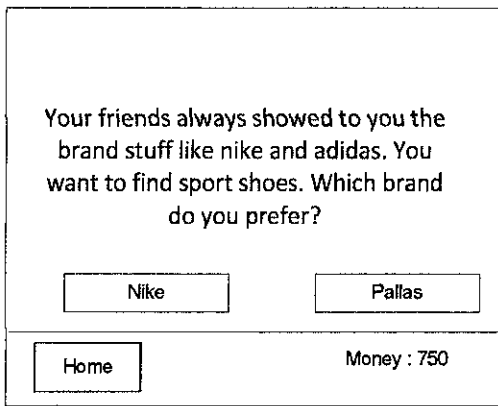 Your friends always showed to you the
brand stuff like nike and adidas. You
want to find sport shoes. Which brand
do you prefer?
Nike Pallas
Home Money : 750